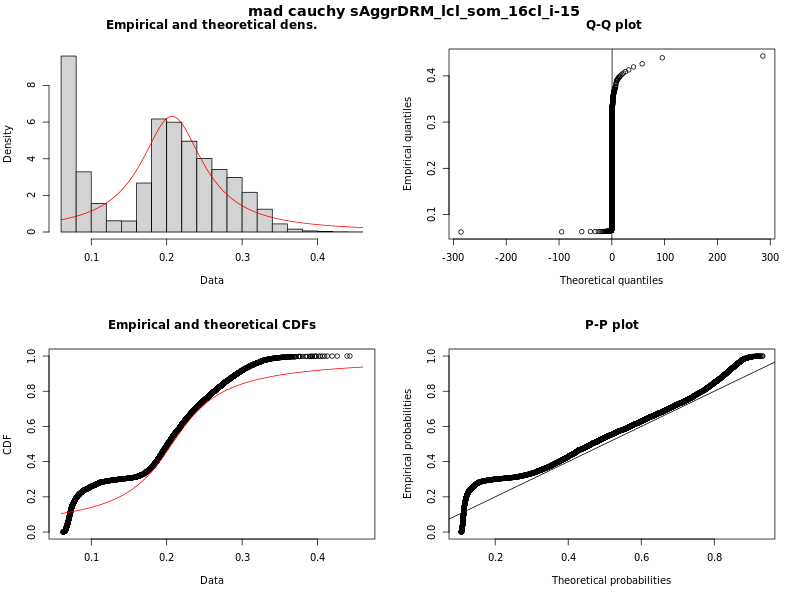 mad cauchy sAggrDRM_lcl_som_16cl_i-15
Empirical and theoretical dens.
Density
0 2 4 6 8
0.1 0.2 0.3 0.4
Data
Q-Q plot
Empirical quantiles
0.1 0.2 0.3 0.4
-300 -200 -100 0 100 200 300
Theoretical quantiles
Empirical and theoretical CDFs
CDF
0.0 0.2 0.4 0.6 0.8 1.0
0.1 0.2 0.3 0.4
Data
P-P plot
Empirical probabilities
0.0 0.2 0.4 0.6 0.8 1.0
0.2 0.4 0.6 0.8
Theoretical probabilities